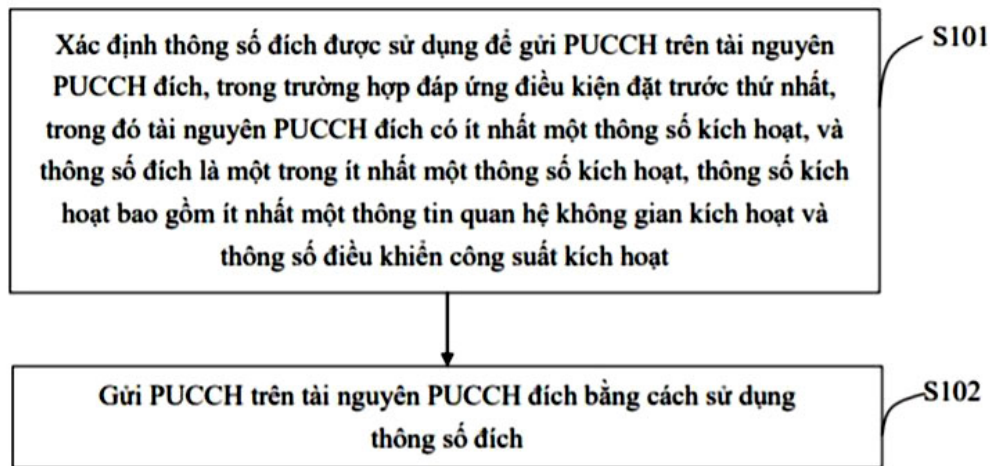 Xác định thông số đích được sử dụng để gửi PUCCH trên tài nguyên
S101
PUCCH đích, trong trường hợp đáp ứng điều kiện đặt trước thứ nhất,
trong đó tài nguyên PUCCH đích có ít nhất một thông số kích hoạt, và
thông số đích là một trong ít nhất một thông số kích hoạt, thông số kích
hoạt bao gồm ít nhất một thông tin quan hệ không gian kích hoạt và
thông số điều khiển công suất kích hoạt
Gửi PUCCH trên tài nguyên PUCCH đích bằng cách sử dụng
S102
thông số đích